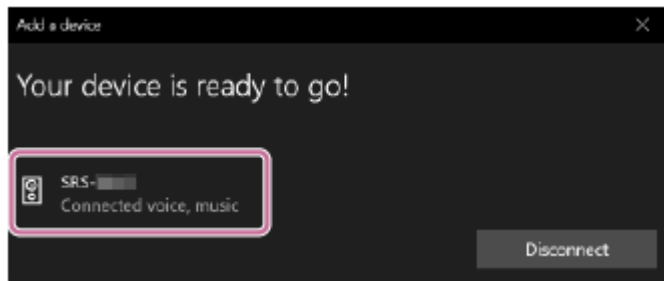 Add a device
Your device is ready to go!
SRS-
Connected voice, music
Disconnect